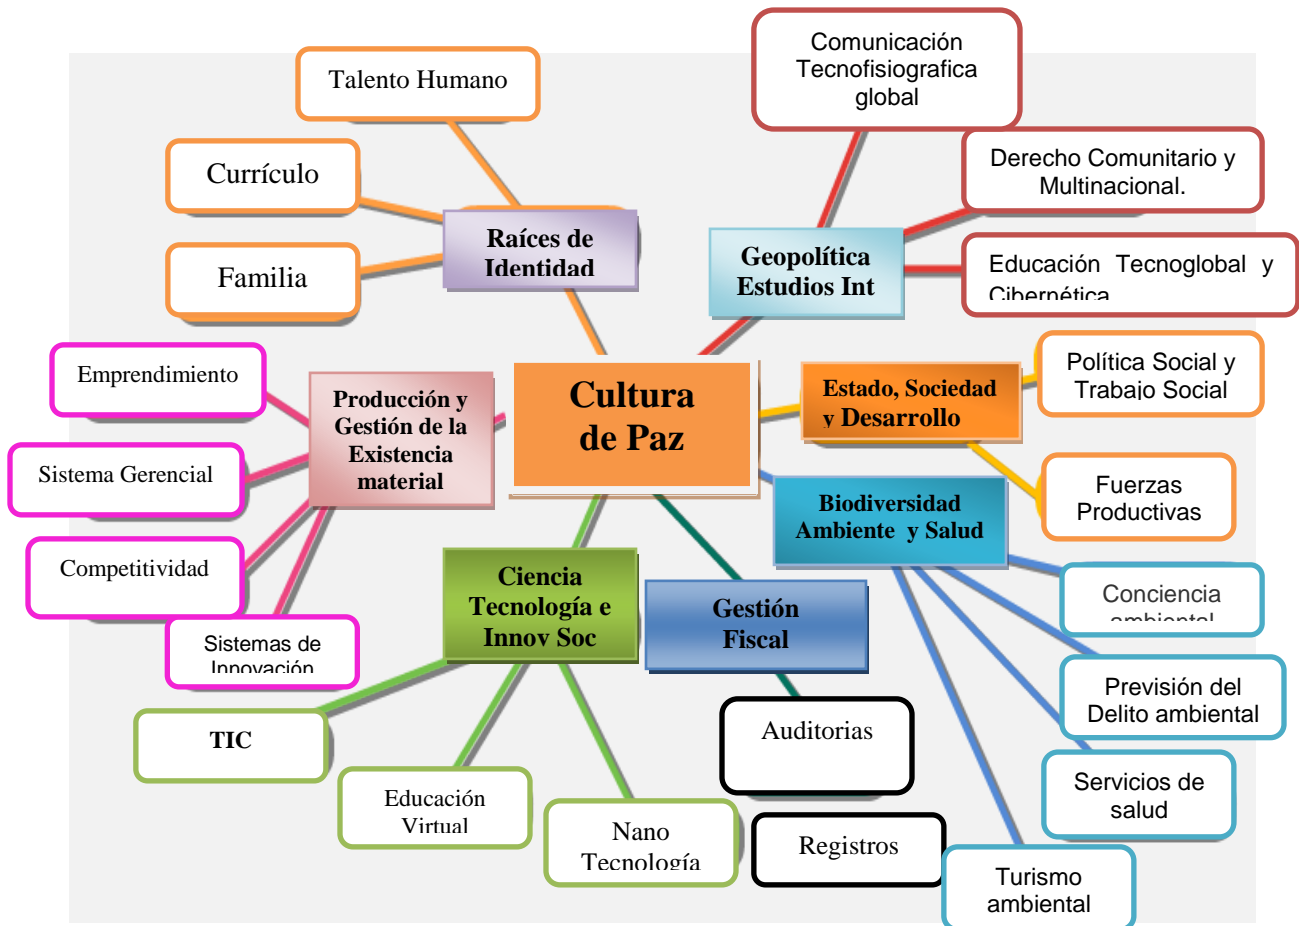 Comunicación
Tecnofisiografica
global
Talento Humano
Derecho Comunitario y
Multinacional.
Currículo
Raíces de
Identidad
Geopolítica
Estudios Int
Educación Tecnoglobal y
Cibernética
Familia
Política Social y
Trabajo Social
Emprendimiento
Producción y
Gestión de la
Existencia
material
Cultura
de Paz
Estado, Sociedad
y Desarrollo
Sistema Gerencial
Fuerzas
Productivas
Biodiversidad
Ambiente y Salud
Competitividad
Ciencia
Tecnología e
Innov Soc
Gestión
Fiscal
Conciencia
ambiental
Sistemas de
Innovación
Previsión del
Delito ambiental
TIC
Auditorias
Servicios de
salud
Educación
Virtual
Nano
Tecnología
Registros
Turismo
ambiental